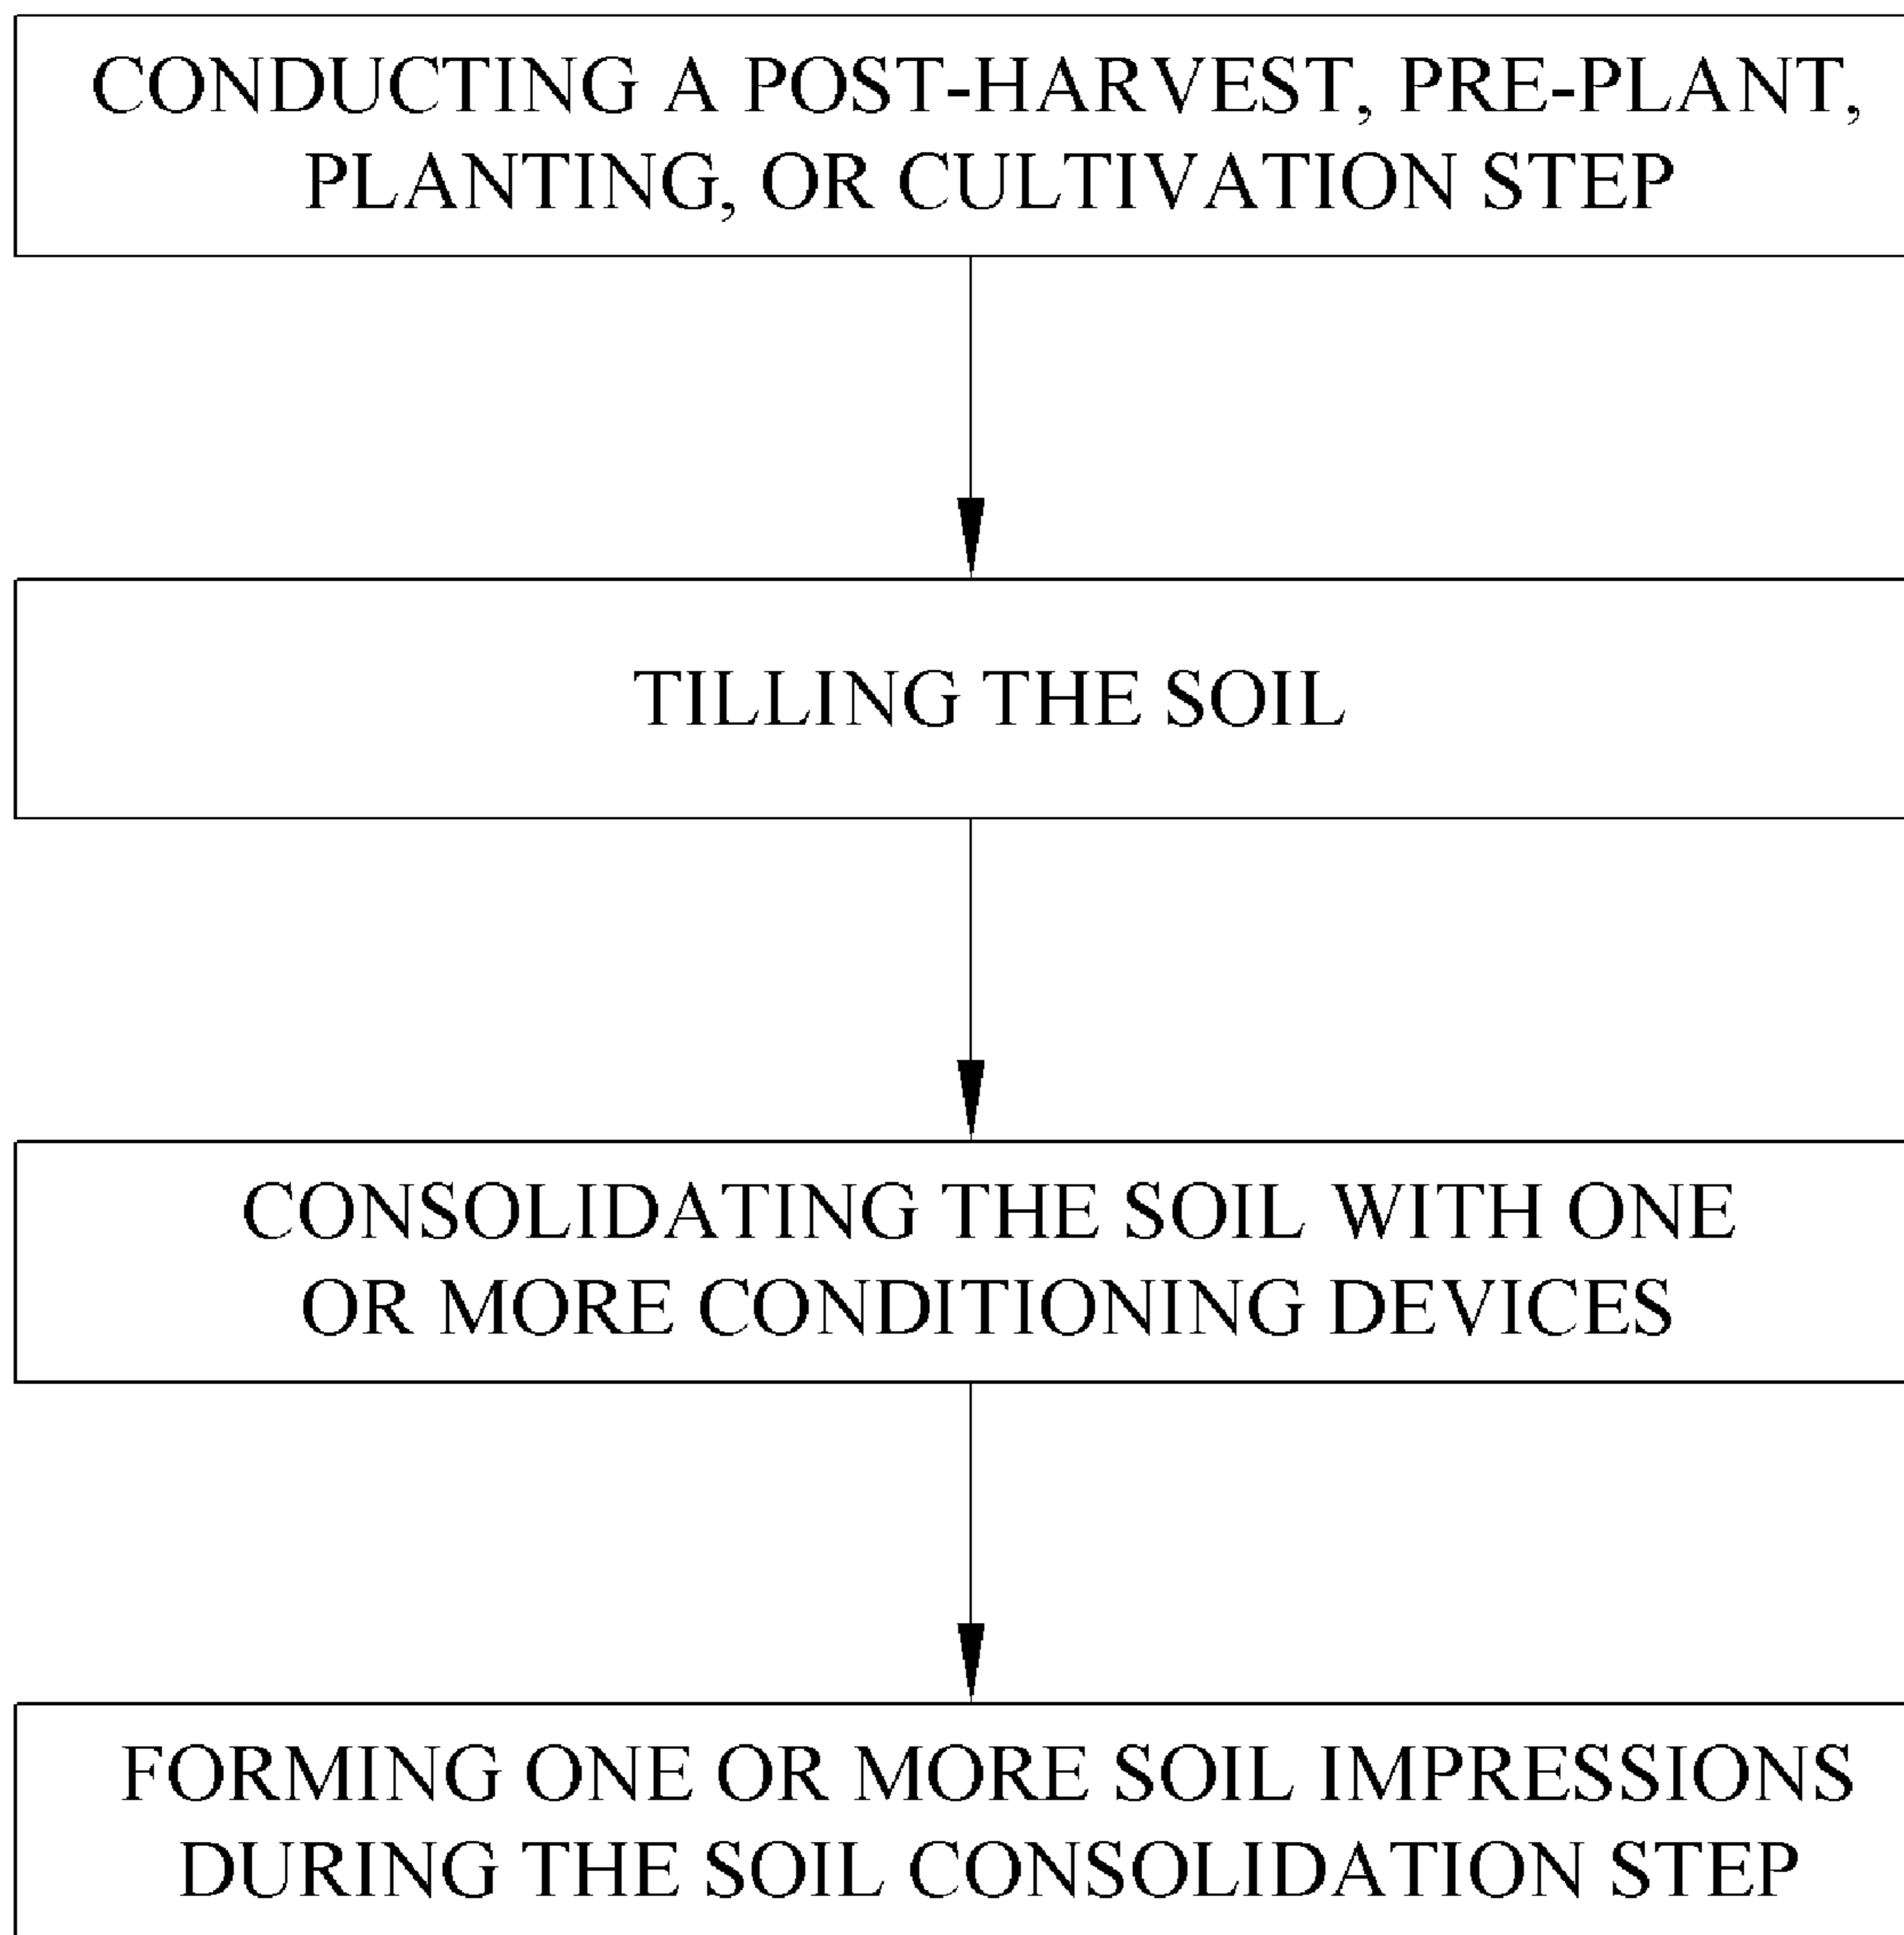 CONDUCTING A POST-HARVEST, PRE-PLANT,
PLANTING, OR CULTIVATION STEP
TILLING THE SOIL
CONSOLIDATING THE SOIL WITH ONE
OR MORE CONDITIONING DEVICES
FORMING ONE OR MORE SOIL IMPRESSIONS
DURING THE SOIL CONSOLIDATION STEP